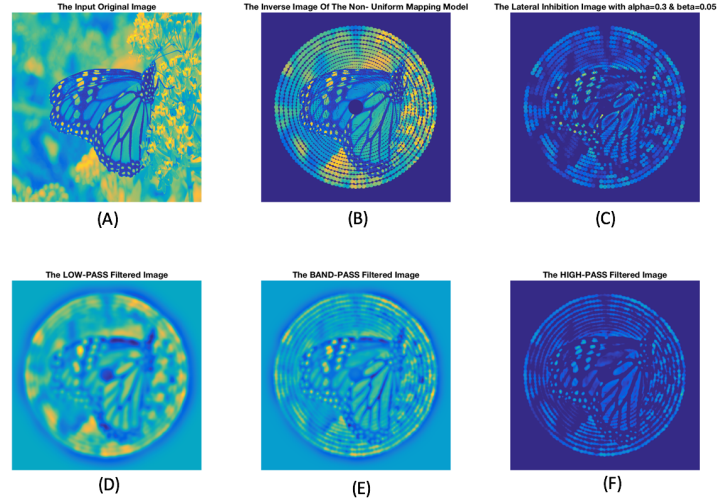 The Input Original Image
The Inverse Image Of The Non- Uniform Mapping Model
The Lateral Inhibition Image with alpha=0.3 & beta=0.05
(A)
(B)
(C)
The LOW-PASS Filtered Image
The BAND-PASS Filtered Image
The HIGH-PASS Filtered Image
(D)
(E)
(F)